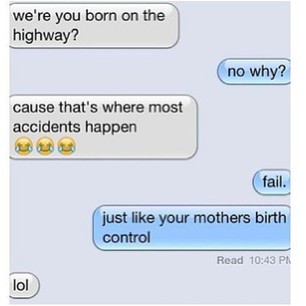 we're you born on the
highway?
no why?
cause that's where most
accidents happen
😂😂😂
fail.
just like your mothers birth
control
Read 10:43 PM
lol